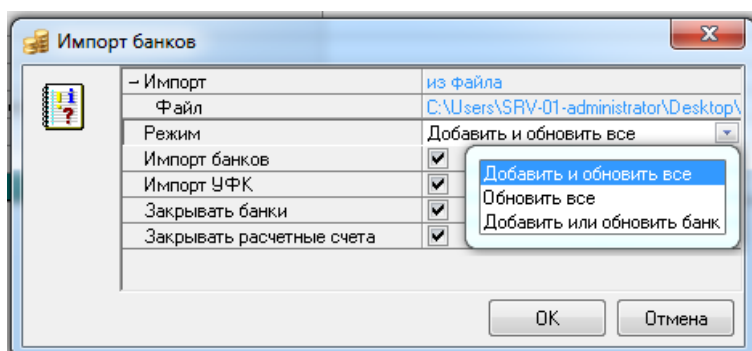 Импорт банков
– Импорт из файла
Файл C:\Users\SRV-01-administrator\Desktop\
Режим Добавить и обновить все
Импорт банков
Импорт УФК
Закрывать банки
Закрывать расчетные счета
Добавить и обновить все
Обновить все
Добавить или обновить банк
OK Отмена